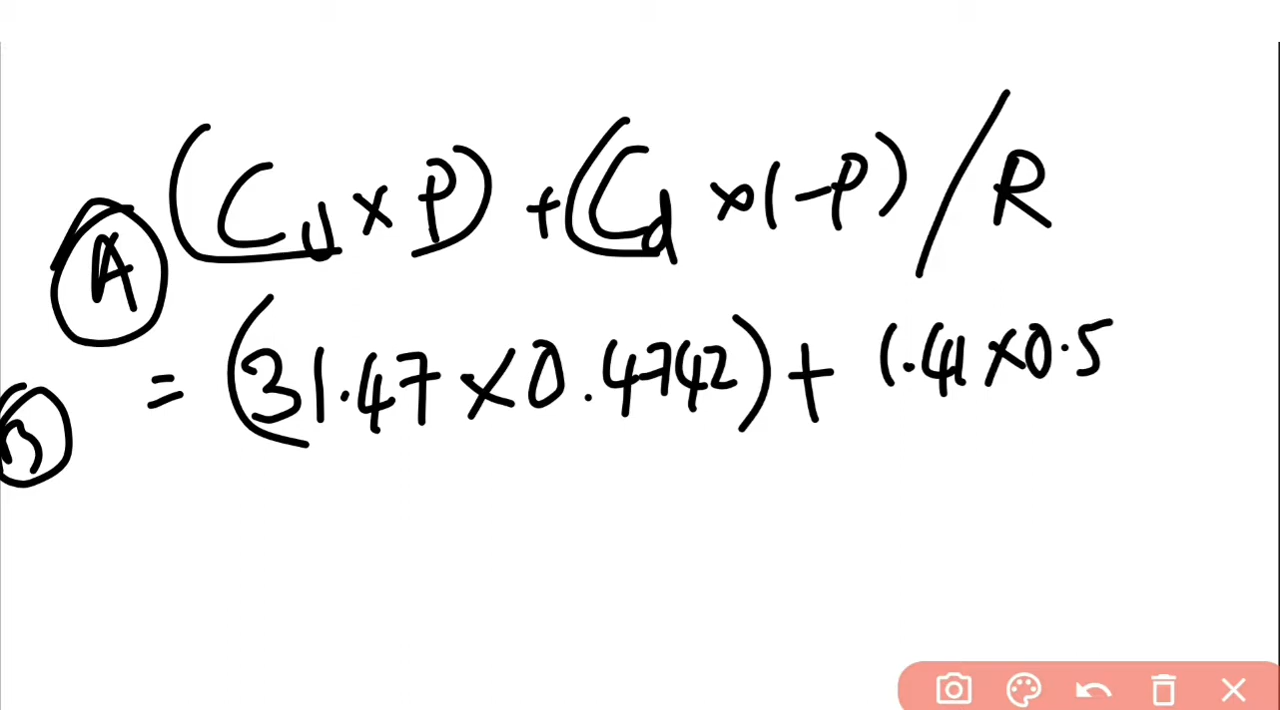 A (Cu x P) + (Cd x 1-P) / R
B = (31.47 x 0.4742) + 1.41 x 0.5